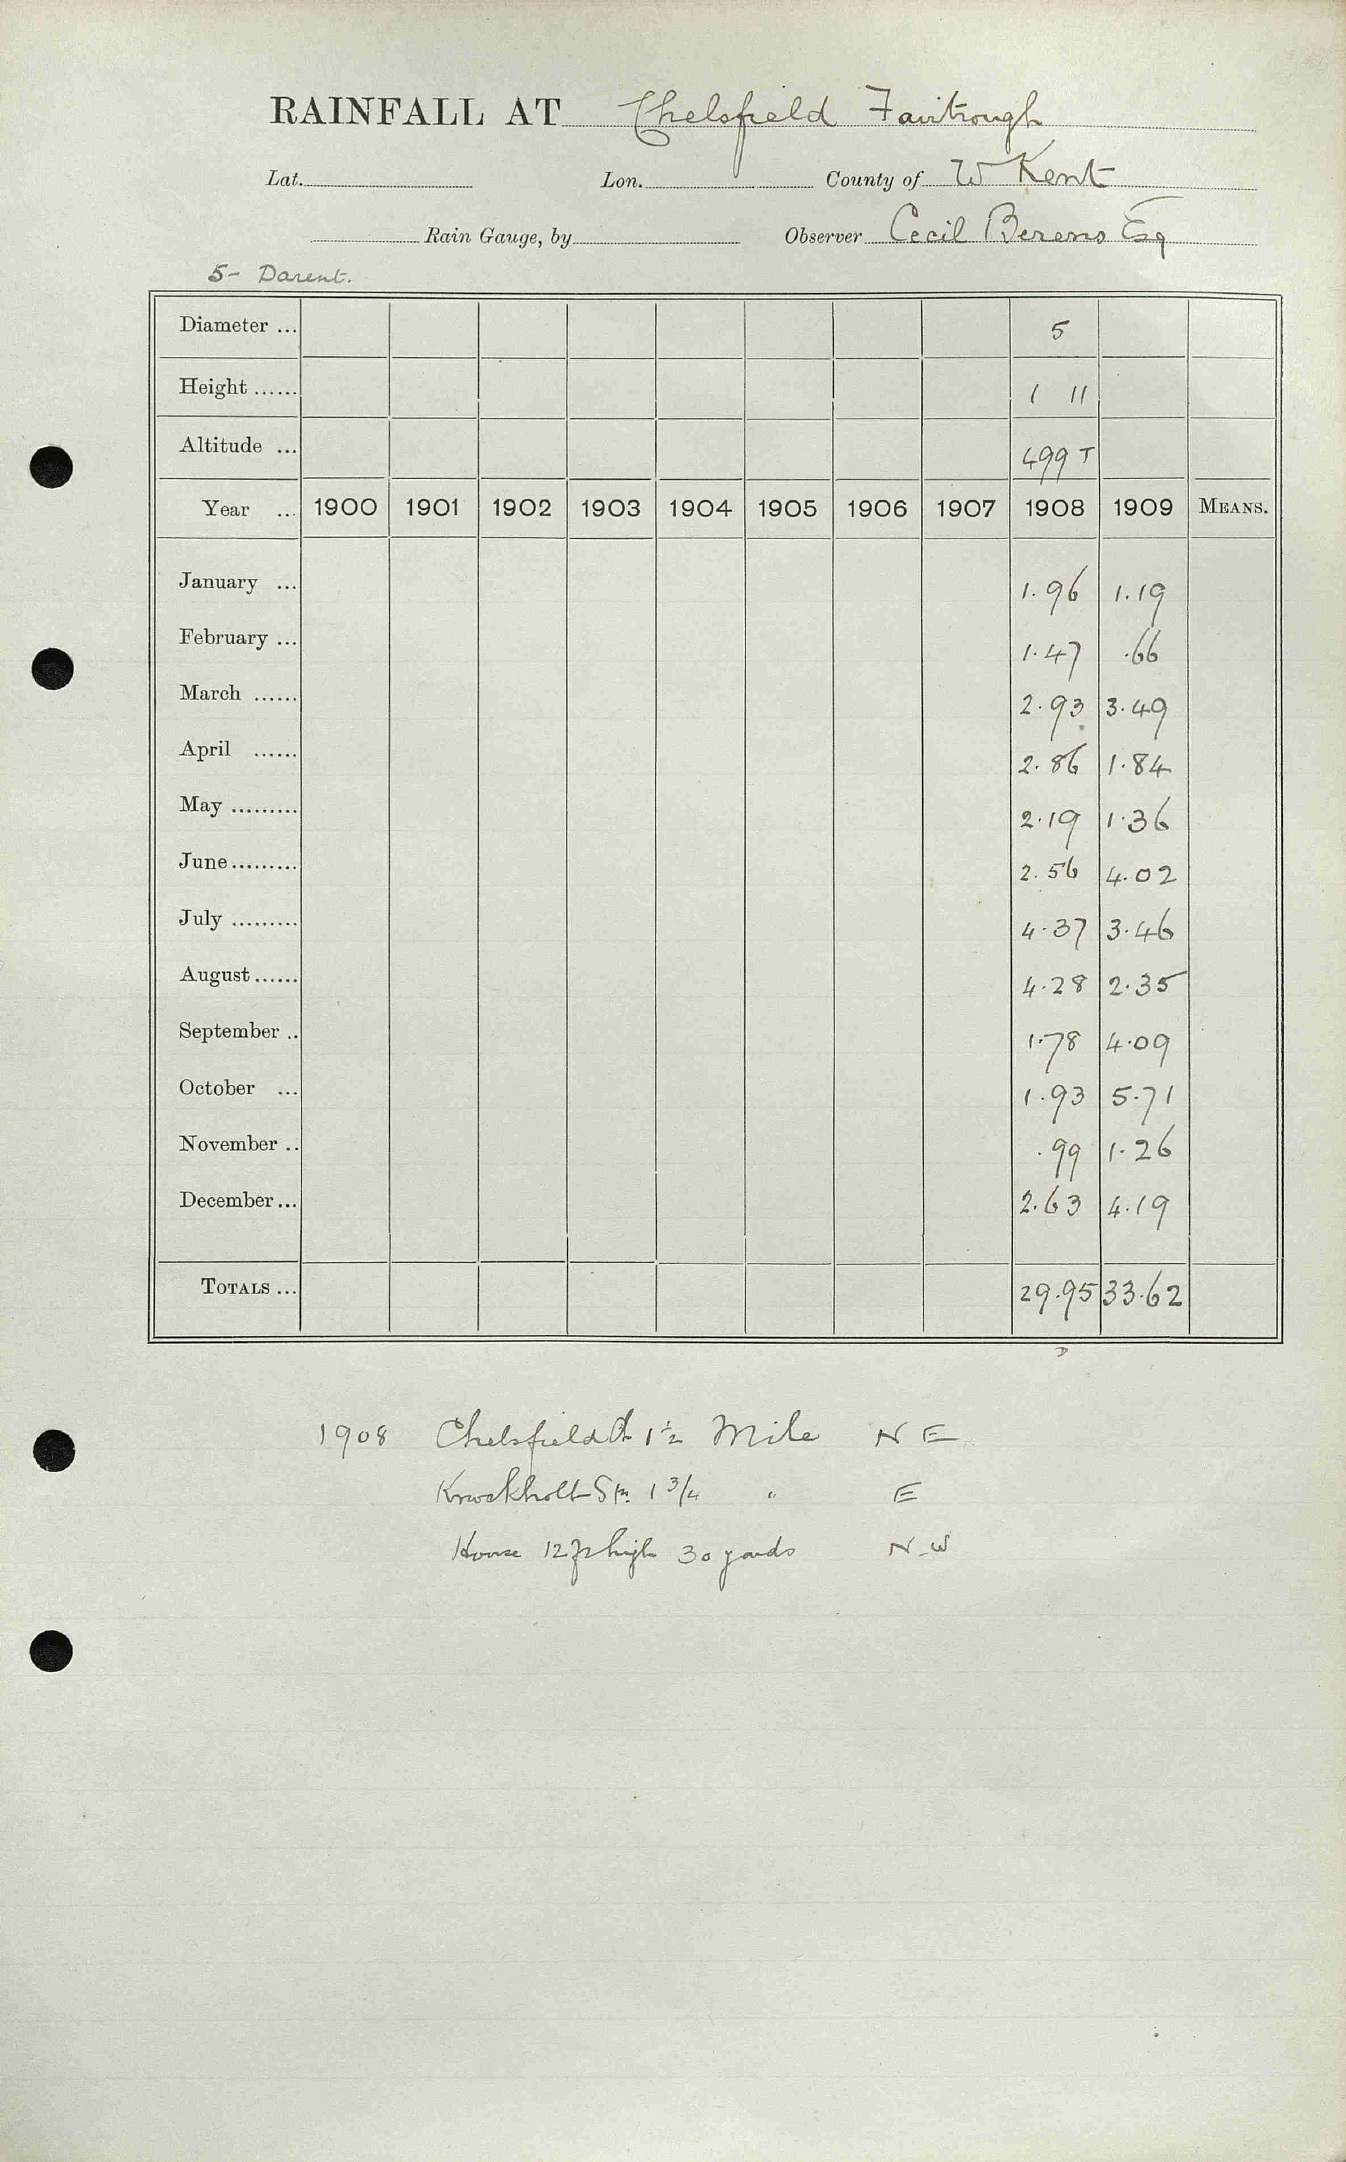 RAINFALL AT Chelsfield Fairtrough
Lat. Lon. County of W Kent
Rain Gauge, by Observer Cecil Berens Esq
5- Darent.
Diameter ... 5
Height ...... 1 11
Altitude ... 499 T
Year ... 1900 1901 1902 1903 1904 1905 1906 1907 1908 1909 MEANS.
January ... 1.96 1.19
February ... 1.47 .66
March ...... 2.93 3.49
April ...... 2.86 1.84
May ......... 2.19 1.36
June......... 2.56 4.02
July ......... 4.37 3.46
August...... 4.28 2.35
September .. 1.78 4.09
October ... 1.93 5.71
November .. .99 1.26
December... 2.63 4.19
TOTALS ... 29.95 33.62
1908 Chelsfield 1½ Mile N E
Knockholt Stn. 1 3/4 " E
House 12 ft high 30 yards N.W